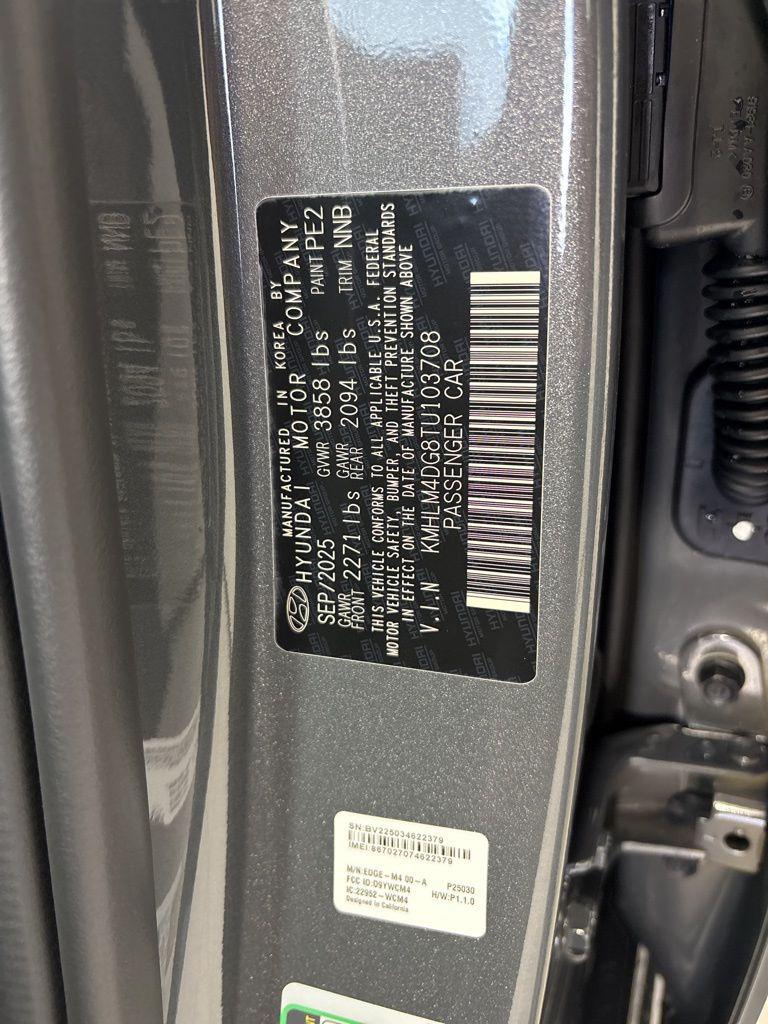 MANUFACTURED IN KOREA BY
HYUNDAI MOTOR COMPANY
SEP/2025 GVWR 3858 lbs PAINT PE2
GAWR FRONT 2271 lbs GAWR REAR 2094 lbs TRIM NNB
THIS VEHICLE CONFORMS TO ALL APPLICABLE U.S.A. FEDERAL
MOTOR VEHICLE SAFETY, BUMPER, AND THEFT PREVENTION STANDARDS
IN EFFECT ON THE DATE OF MANUFACTURE SHOWN ABOVE
V.I.N KMHLM4DG8TU103708
PASSENGER CAR
SN:BV225034622379
IMEI:867027074622379
M/N:EDGE-M4 00-A P25030
FCC ID:O9YWCM4 H/W:P1.1.0
IC:22952-WCM4
Designed in California